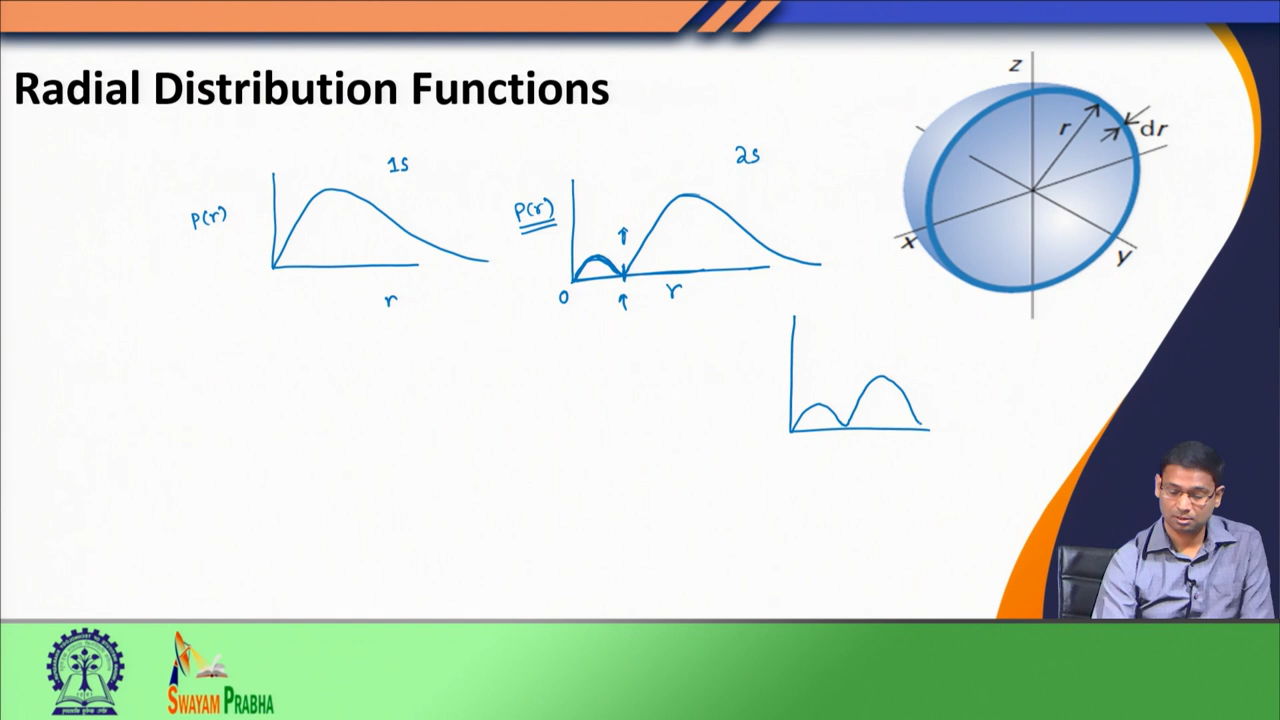 Radial Distribution Functions
1s
P(r)
r
2s
P(r)
0
r
z
r
dr
x
y
SWAYAM PRABHA